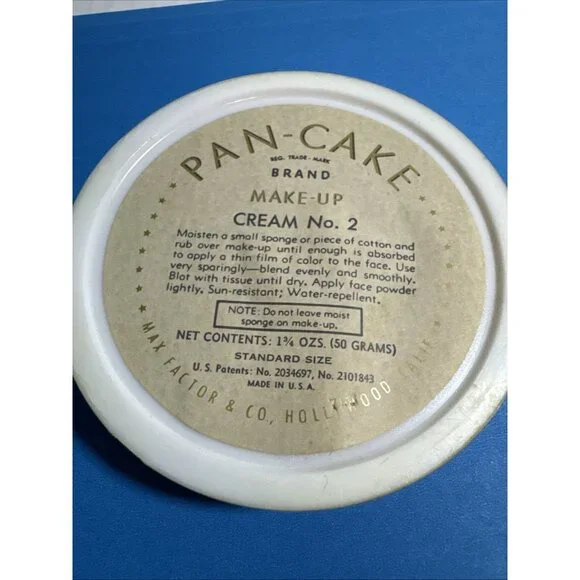 PAN-CAKE
REG. TRADE-MARK
BRAND
MAKE-UP
CREAM No. 2
Moisten a small sponge or piece of cotton and
rub over make-up until enough is absorbed
to apply a thin film of color to the face. Use
very sparingly—blend evenly and smoothly.
Blot with tissue until dry. Apply face powder
lightly. Sun-resistant; Water-repellent.
NOTE: Do not leave moist
sponge on make-up.
NET CONTENTS: 1¾ OZS. (50 GRAMS)
STANDARD SIZE
U.S. Patents: No. 2034697, No. 2101843
MADE IN U.S.A.
MAX FACTOR & CO., HOLLYWOOD, CALIF.